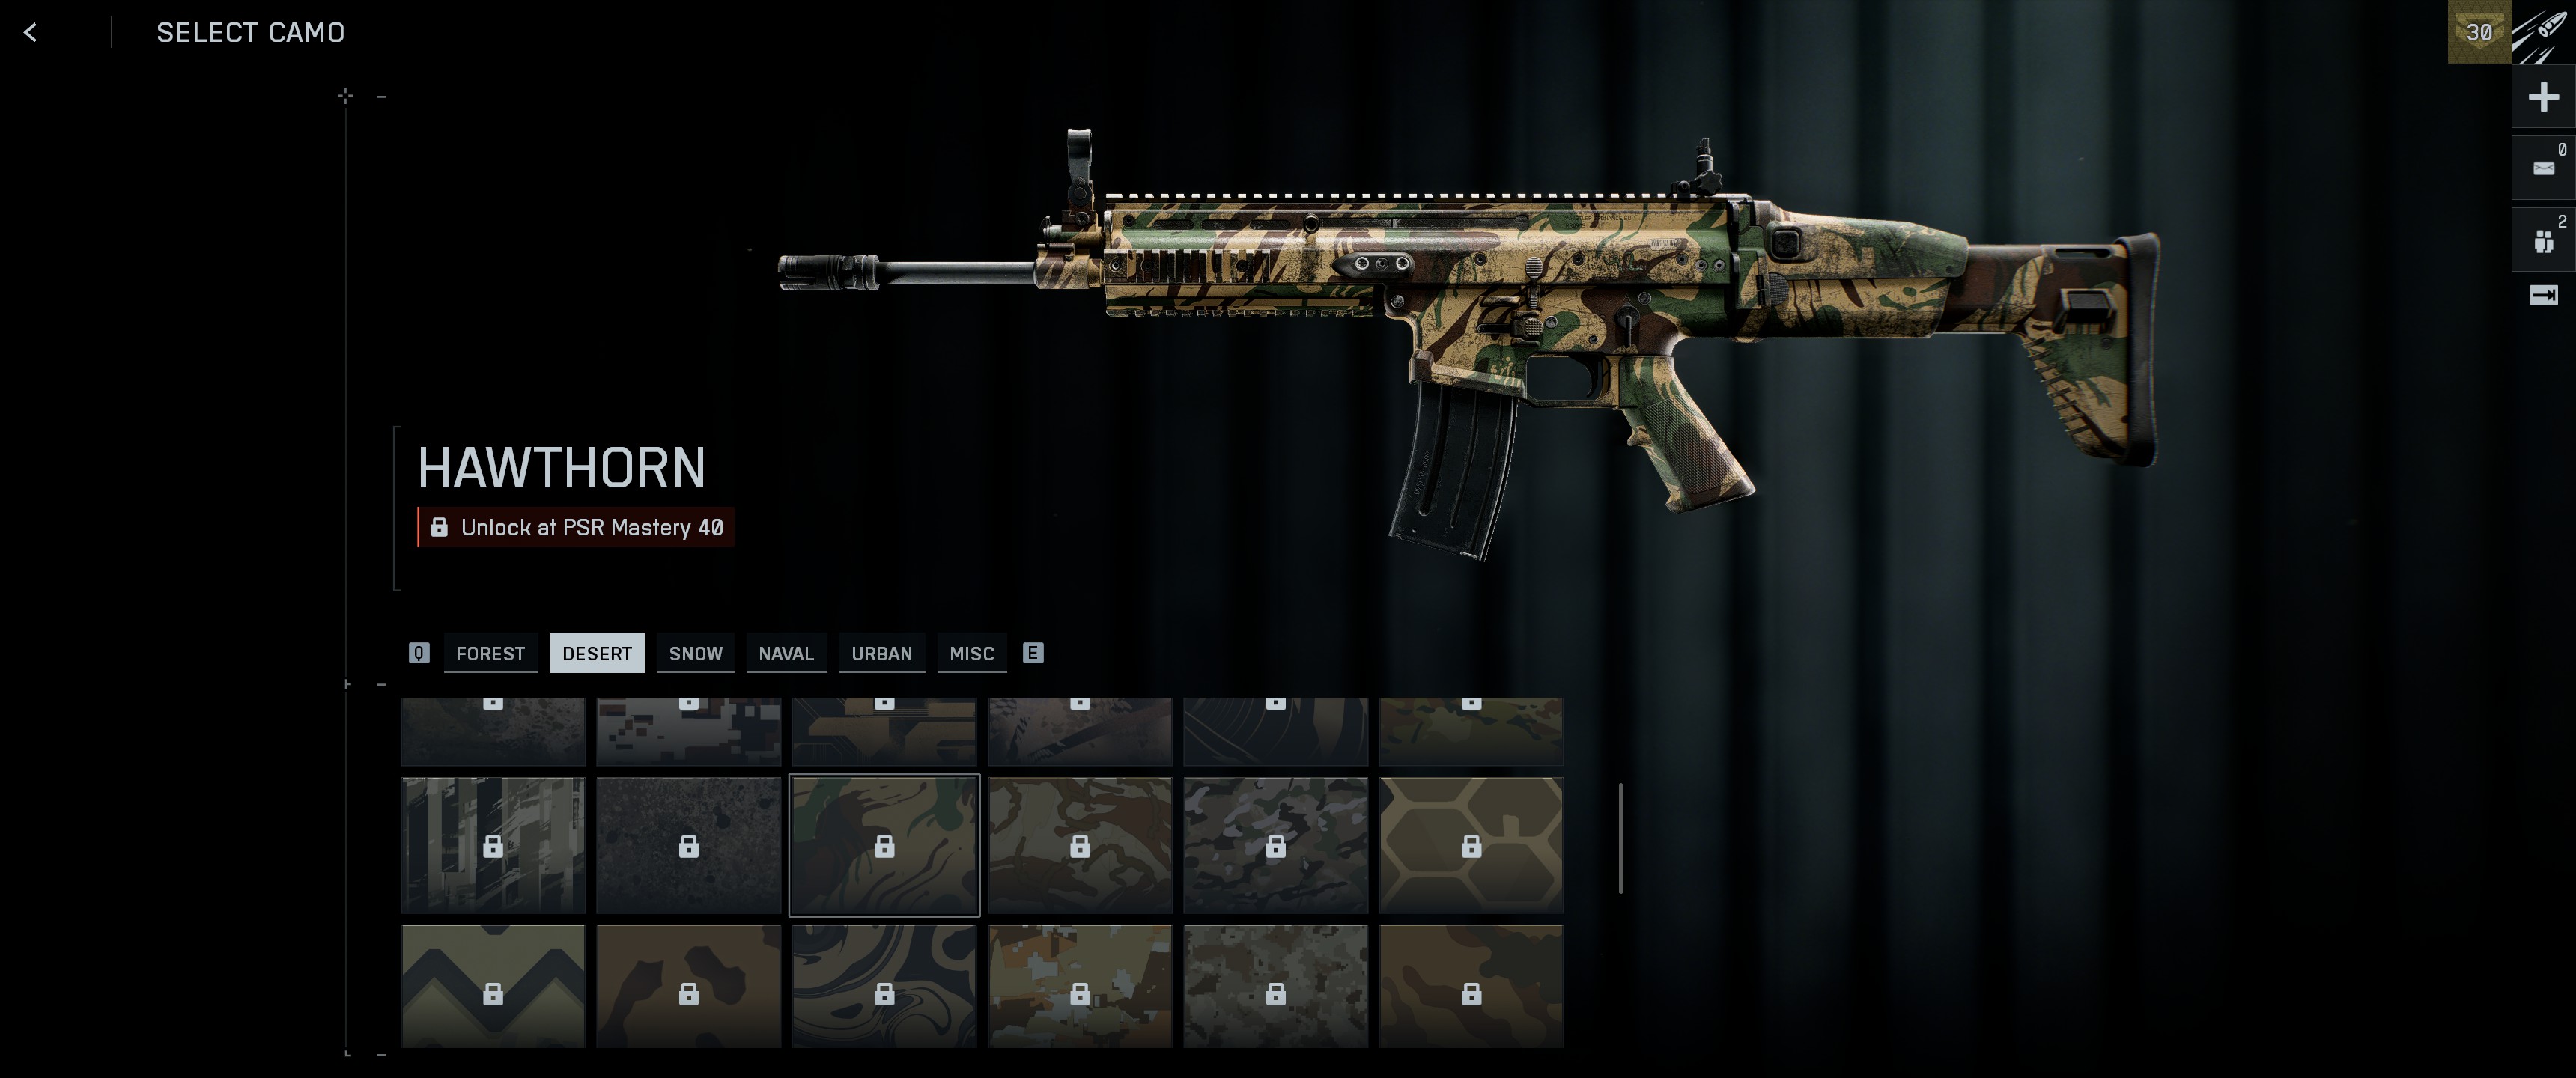 SELECT CAMO
30
0
2
HAWTHORN
Unlock at PSR Mastery 40
Q FOREST DESERT SNOW NAVAL URBAN MISC E